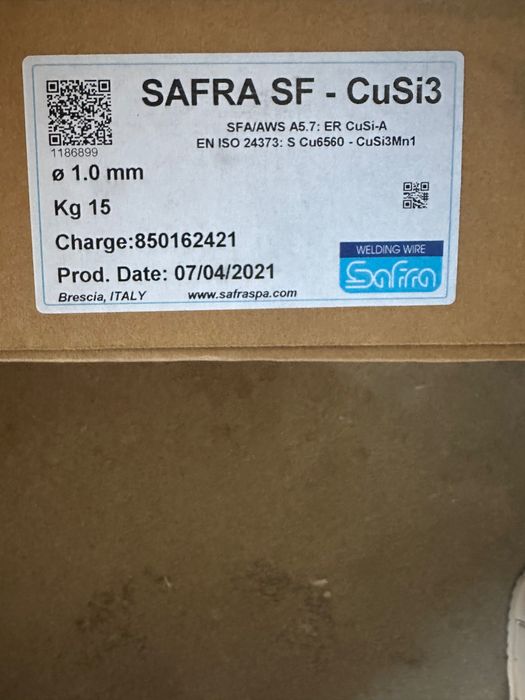 SAFRA SF - CuSi3
SFA/AWS A5.7: ER CuSi-A
EN ISO 24373: S Cu6560 - CuSi3Mn1
1186899
ø 1.0 mm
Kg 15
Charge:850162421
Prod. Date: 07/04/2021
Brescia, ITALY www.safraspa.com
WELDING WIRE
Safra